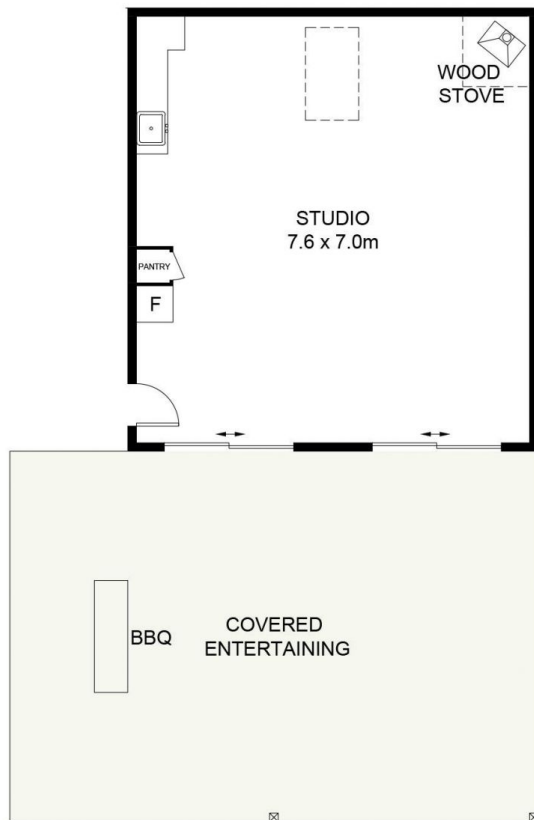 WOOD
STOVE
STUDIO
7.6 x 7.0m
PANTRY
F
BBQ
COVERED
ENTERTAINING